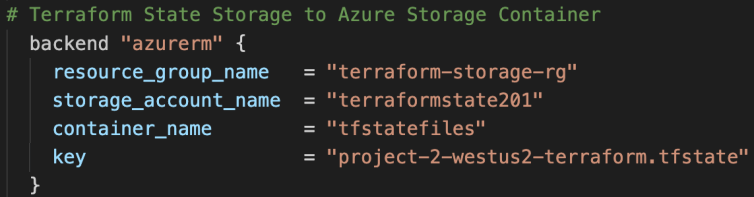 # Terraform State Storage to Azure Storage Container
backend "azurerm" {
resource_group_name = "terraform-storage-rg"
storage_account_name = "terraformstate201"
container_name = "tfstatefiles"
key = "project-2-westus2-terraform.tfstate"
}